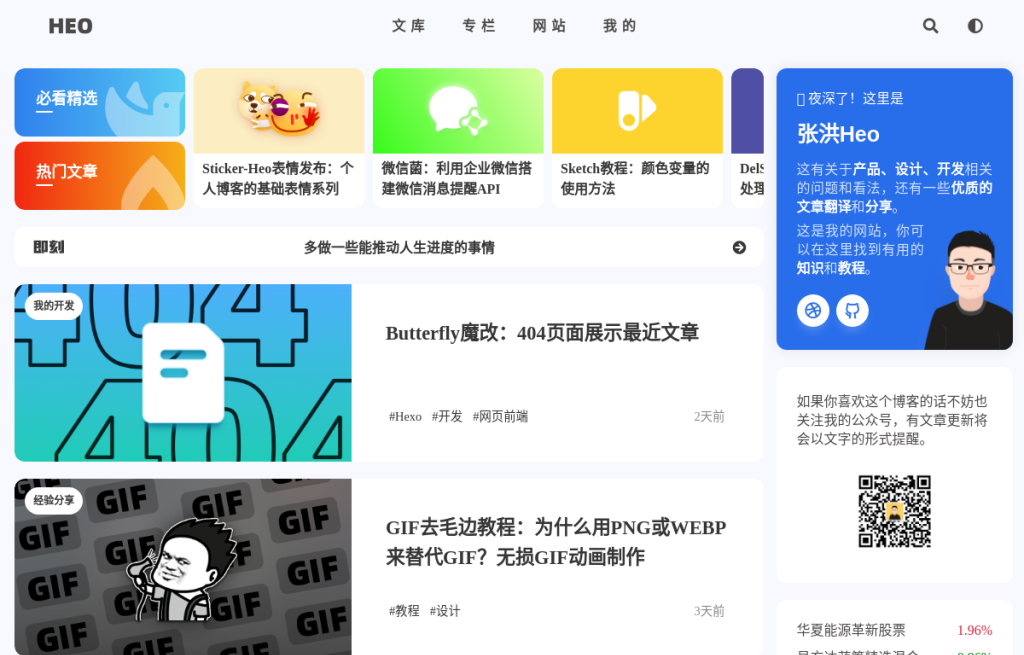 HEO
文库 专栏 网站 我的
必看精选
热门文章
Sticker-Heo表情发布：个
人博客的基础表情系列
微信菌：利用企业微信搭
建微信消息提醒API
Sketch教程：颜色变量的
使用方法
处理
即刻
多做一些能推动人生进度的事情
我的开发
404
404
Butterfly魔改：404页面展示最近文章
#Hexo #开发 #网页前端
2天前
经验分享
GIF GIF GIF
GIF GIF GIF
GIF GIF GIF GIF
GIF GIF GIF
GIF去毛边教程：为什么用PNG或WEBP
来替代GIF？无损GIF动画制作
#教程 #设计
3天前
夜深了！这里是
张洪Heo
这有关于产品、设计、开发相关
的问题和看法，还有一些优质的
文章翻译和分享。
这是我的网站，你可
以在这里找到有用的
知识和教程。
如果你喜欢这个博客的话不妨也
关注我的公众号，有文章更新将
会以文字的形式提醒。
华夏能源革新股票
1.96%